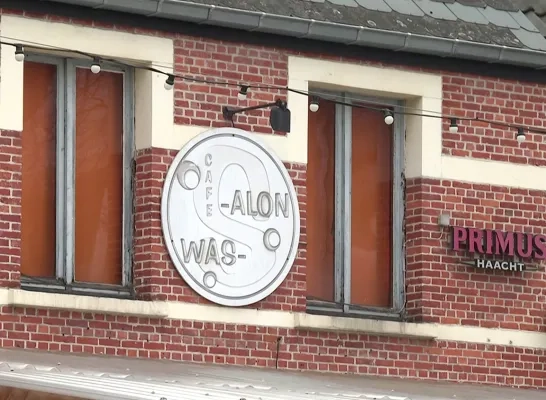 CAFE
S
-ALON
WAS-
PRIMUS
HAACHT